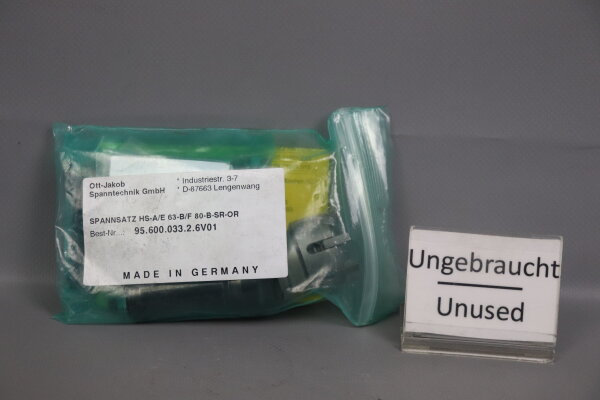 Ott-Jakob * Industriestr. 3-7
Spanntechnik GmbH * D-87663 Lengenwang
SPANNSATZ HS-A/E 63-B/F 80-B-SR-OR
Best-Nr...: 95.600.033.2.6V01
MADE IN GERMANY
Ungebraucht
Unused